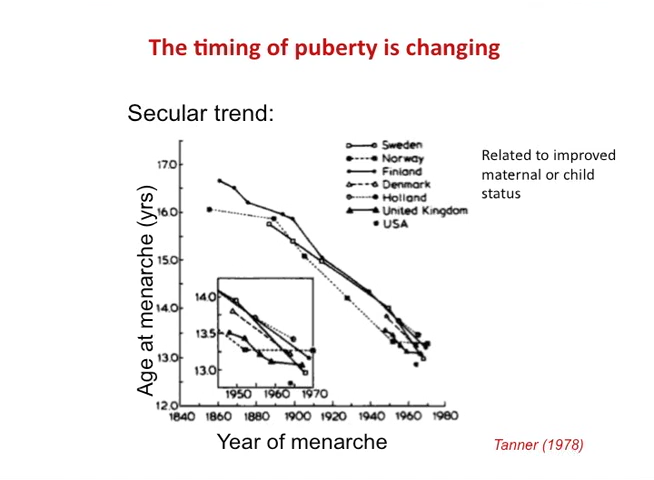 The timing of puberty is changing
Secular trend:
Sweden
Norway
Finland
Denmark
Holland
United Kingdom
USA
Related to improved
maternal or child
status
Age at menarche (yrs)
17.0
16.0
15.0
14.0
13.0
12.0
14.0
13.5
13.0
1950 1960 1970
1840 1860 1880 1900 1920 1940 1960 1980
Year of menarche
Tanner (1978)